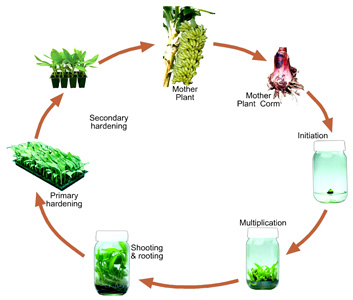 Mother
Plant
Mother
Plant Corm
Initiation
Multiplication
Shooting
& rooting
Primary
hardening
Secondary
hardening